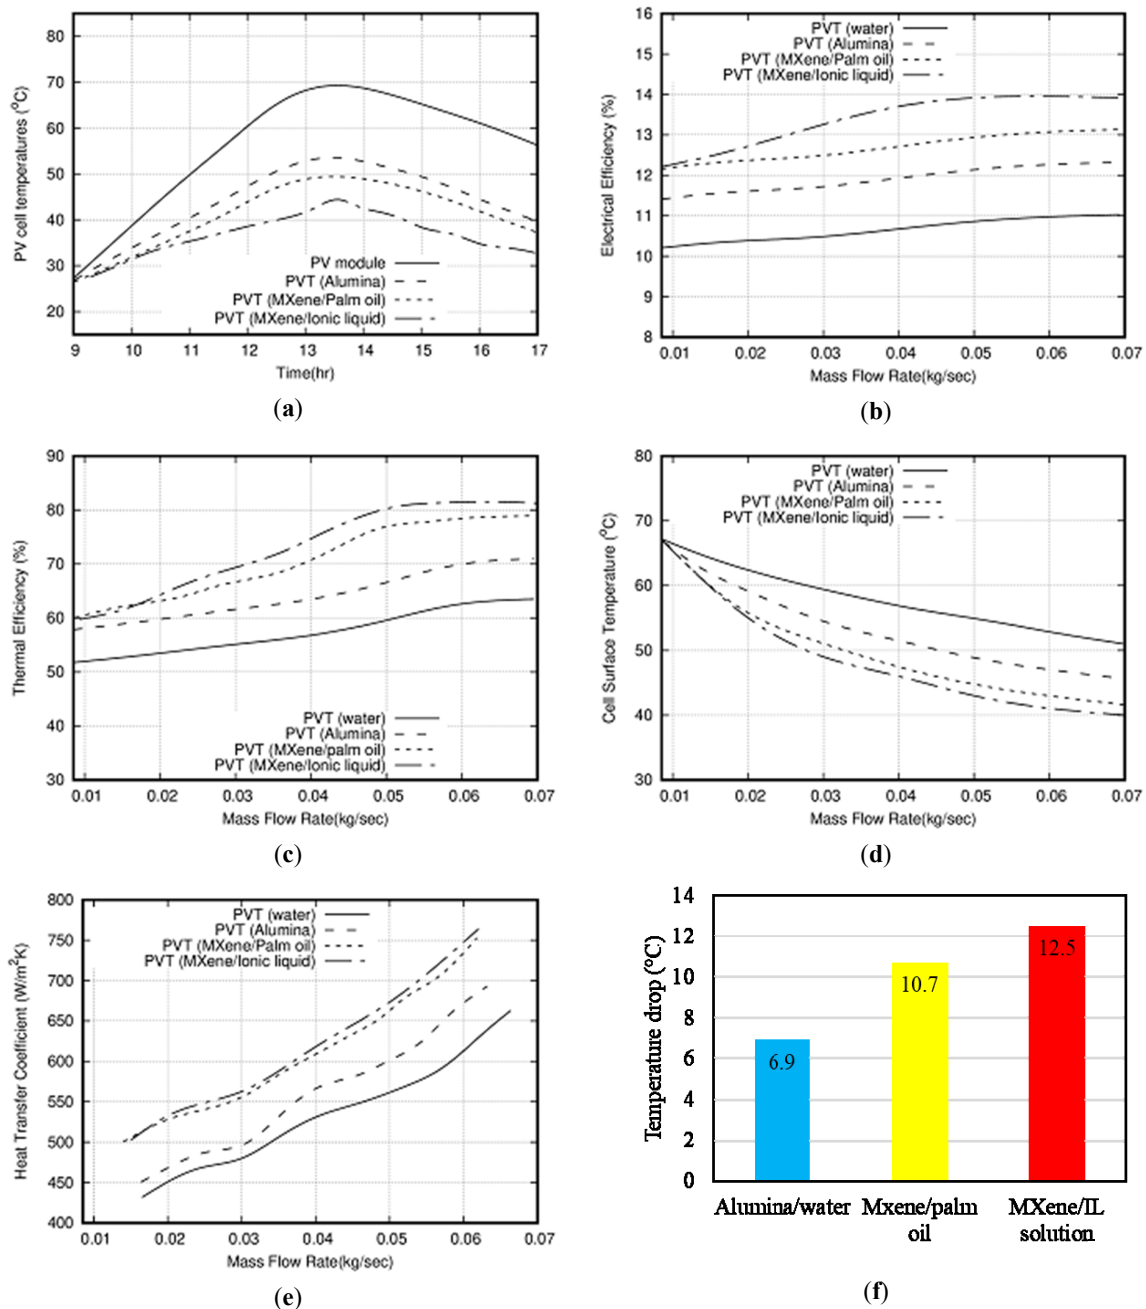 80
70
60
50
40
30
20
PV cell temperatures (°C)
PV module
PVT (Alumina)
PVT (MXene/Palm oil)
PVT (MXene/Ionic liquid)
9 10 11 12 13 14 15 16 17
Time(hr)
(a)
16
15
14
13
12
11
10
9
8
Electrical Efficiency (%)
PVT (water)
PVT (Alumina)
PVT (MXene/Palm oil)
PVT (MXene/Ionic liquid)
0.01 0.02 0.03 0.04 0.05 0.06 0.07
Mass Flow Rate(kg/sec)
(b)
90
80
70
60
50
40
30
Thermal Efficiency (%)
PVT (water)
PVT (Alumina)
PVT (MXene/palm oil)
PVT (MXene/Ionic liquid)
0.01 0.02 0.03 0.04 0.05 0.06 0.07
Mass Flow Rate(kg/sec)
(c)
80
70
60
50
40
30
Cell Surface Temperature (°C)
PVT (water)
PVT (Alumina)
PVT (MXene/Palm oil)
PVT (MXene/Ionic liquid)
0.01 0.02 0.03 0.04 0.05 0.06 0.07
Mass Flow Rate(kg/sec)
(d)
800
750
700
650
600
550
500
450
400
Heat Transfer Coefficient (W/m²K)
PVT (water)
PVT (Alumina)
PVT (MXene/Palm oil)
PVT (MXene/Ionic liquid)
0.01 0.02 0.03 0.04 0.05 0.06 0.07
Mass Flow Rate(kg/sec)
(e)
14
12
10
8
6
4
2
0
Temperature drop (°C)
6.9
10.7
12.5
Alumina/water Mxene/palm MXene/IL
oil solution
(f)